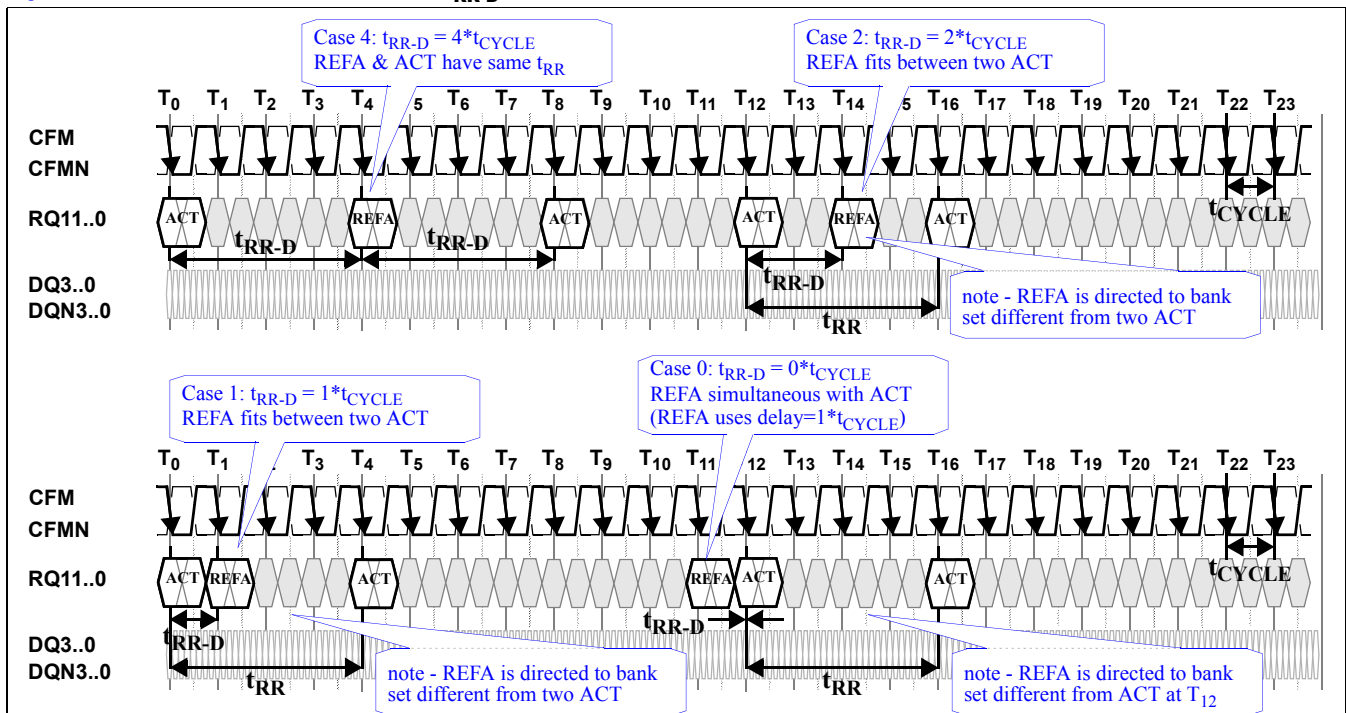 RR-D
Case 4: tRR-D = 4*tCYCLE
REFA & ACT have same tRR
Case 2: tRR-D = 2*tCYCLE
REFA fits between two ACT
T0 T1 T2 T3 T4 5 T6 T7 T8 T9 T10 T11 T12 T13 T14 5 T16 T17 T18 T19 T20 T21 T22 T23
CFM
CFMN
tCYCLE
RQ11..0 ACT REFA ACT ACT REFA ACT
tRR-D tRR-D tRR-D
DQ3..0
DQN3..0
tRR
note - REFA is directed to bank
set different from two ACT
Case 1: tRR-D = 1*tCYCLE
REFA fits between two ACT
Case 0: tRR-D = 0*tCYCLE
REFA simultaneous with ACT
(REFA uses delay=1*tCYCLE)
T0 T1 T3 T4 T5 T6 T7 T8 T9 T10 T11 12 T13 T14 T15 T16 T17 T18 T19 T20 T21 T22 T23
CFM
CFMN
tCYCLE
RQ11..0 ACT REFA ACT REFA ACT ACT
tRR-D tRR-D
DQ3..0
DQN3..0
tRR tRR
note - REFA is directed to bank
set different from two ACT
note - REFA is directed to bank
set different from ACT at T12